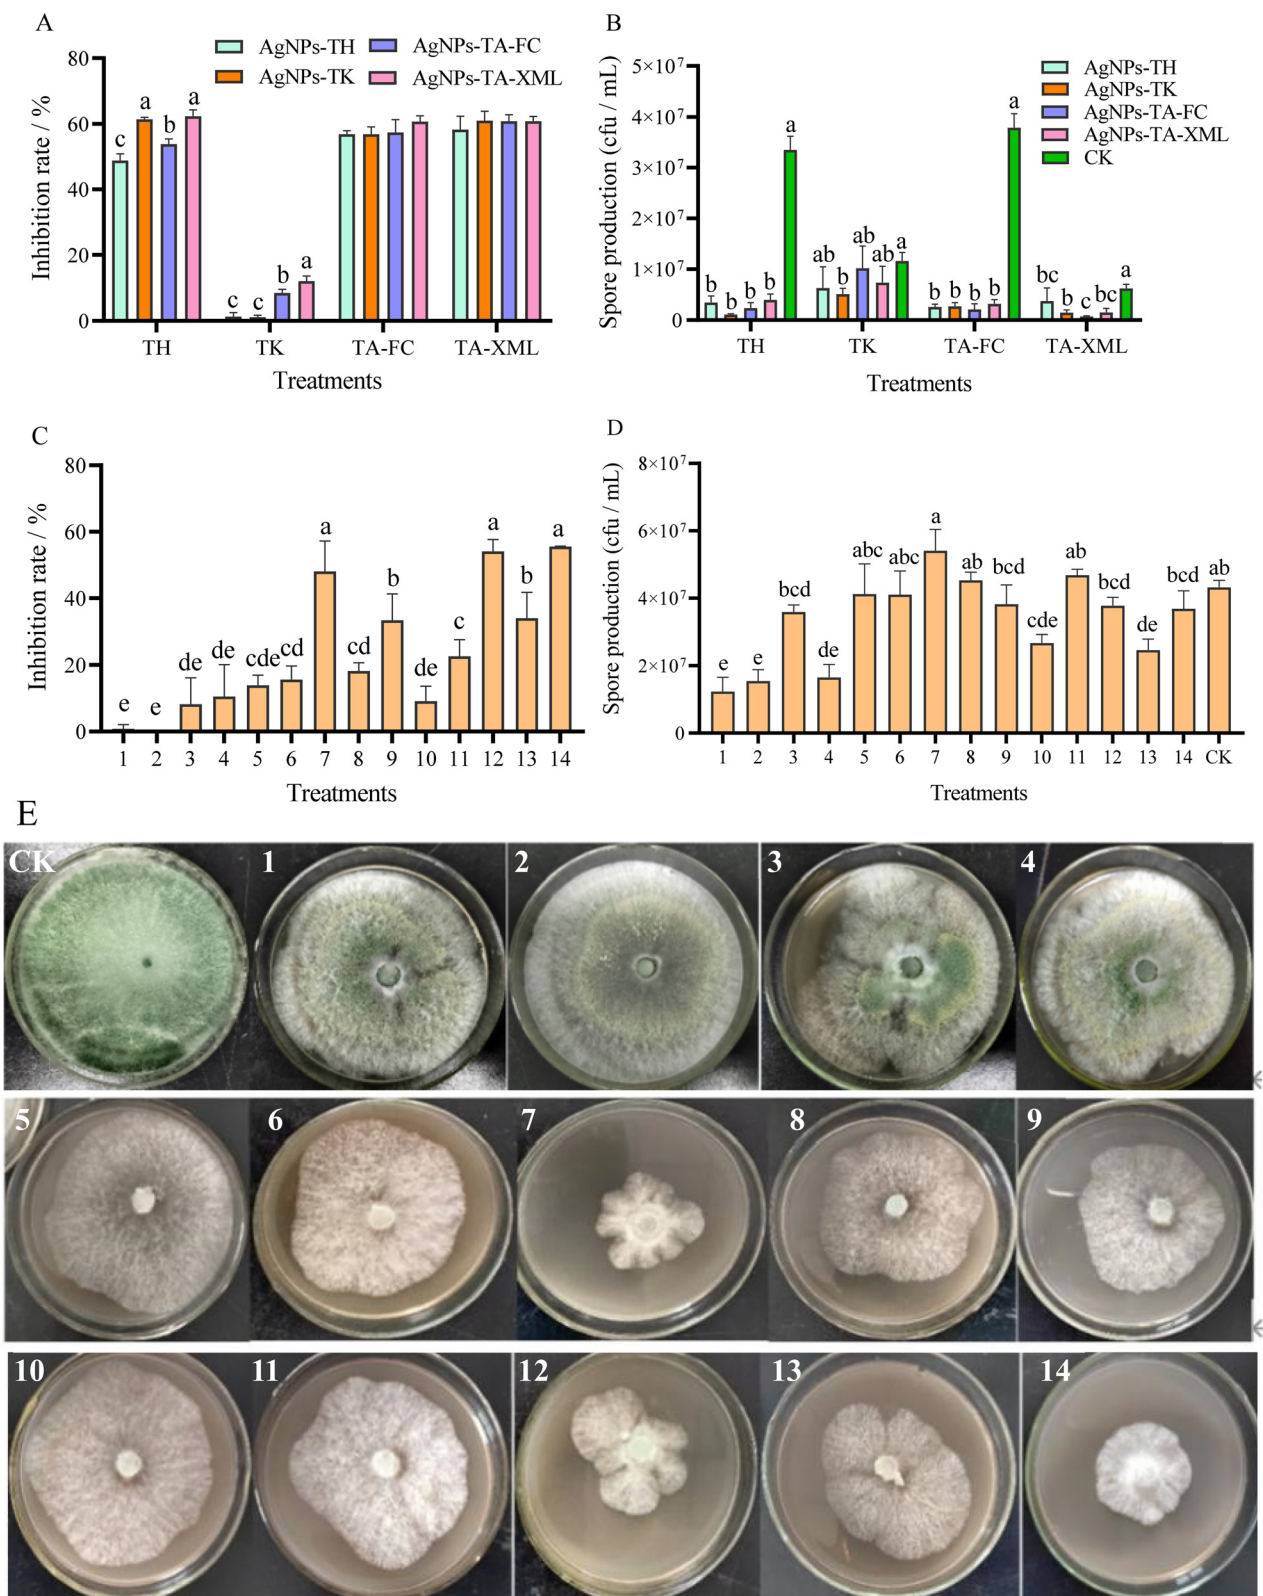 A
AgNPs-TH AgNPs-TA-FC
AgNPs-TK AgNPs-TA-XML
Inhibition rate / %
80
60
40
20
0
c a b a
c c b a
TH TK TA-FC TA-XML
Treatments
B
AgNPs-TH
AgNPs-TK
AgNPs-TA-FC
AgNPs-TA-XML
CK
Spore production (cfu / mL)
5×10⁷
4×10⁷
3×10⁷
2×10⁷
1×10⁷
0
b b b b a
ab b ab ab a
b b b b a
bc b c bc a
TH TK TA-FC TA-XML
Treatments
C
Inhibition rate / %
80
60
40
20
0
e e de de cde cd a cd b de c a b a
1 2 3 4 5 6 7 8 9 10 11 12 13 14
Treatments
D
Spore production (cfu / mL)
8×10⁷
6×10⁷
4×10⁷
2×10⁷
0
e e bcd de abc abc a ab bcd cde ab bcd de bcd ab
1 2 3 4 5 6 7 8 9 10 11 12 13 14 CK
Treatments
E
CK 1 2 3 4
5 6 7 8 9
10 11 12 13 14